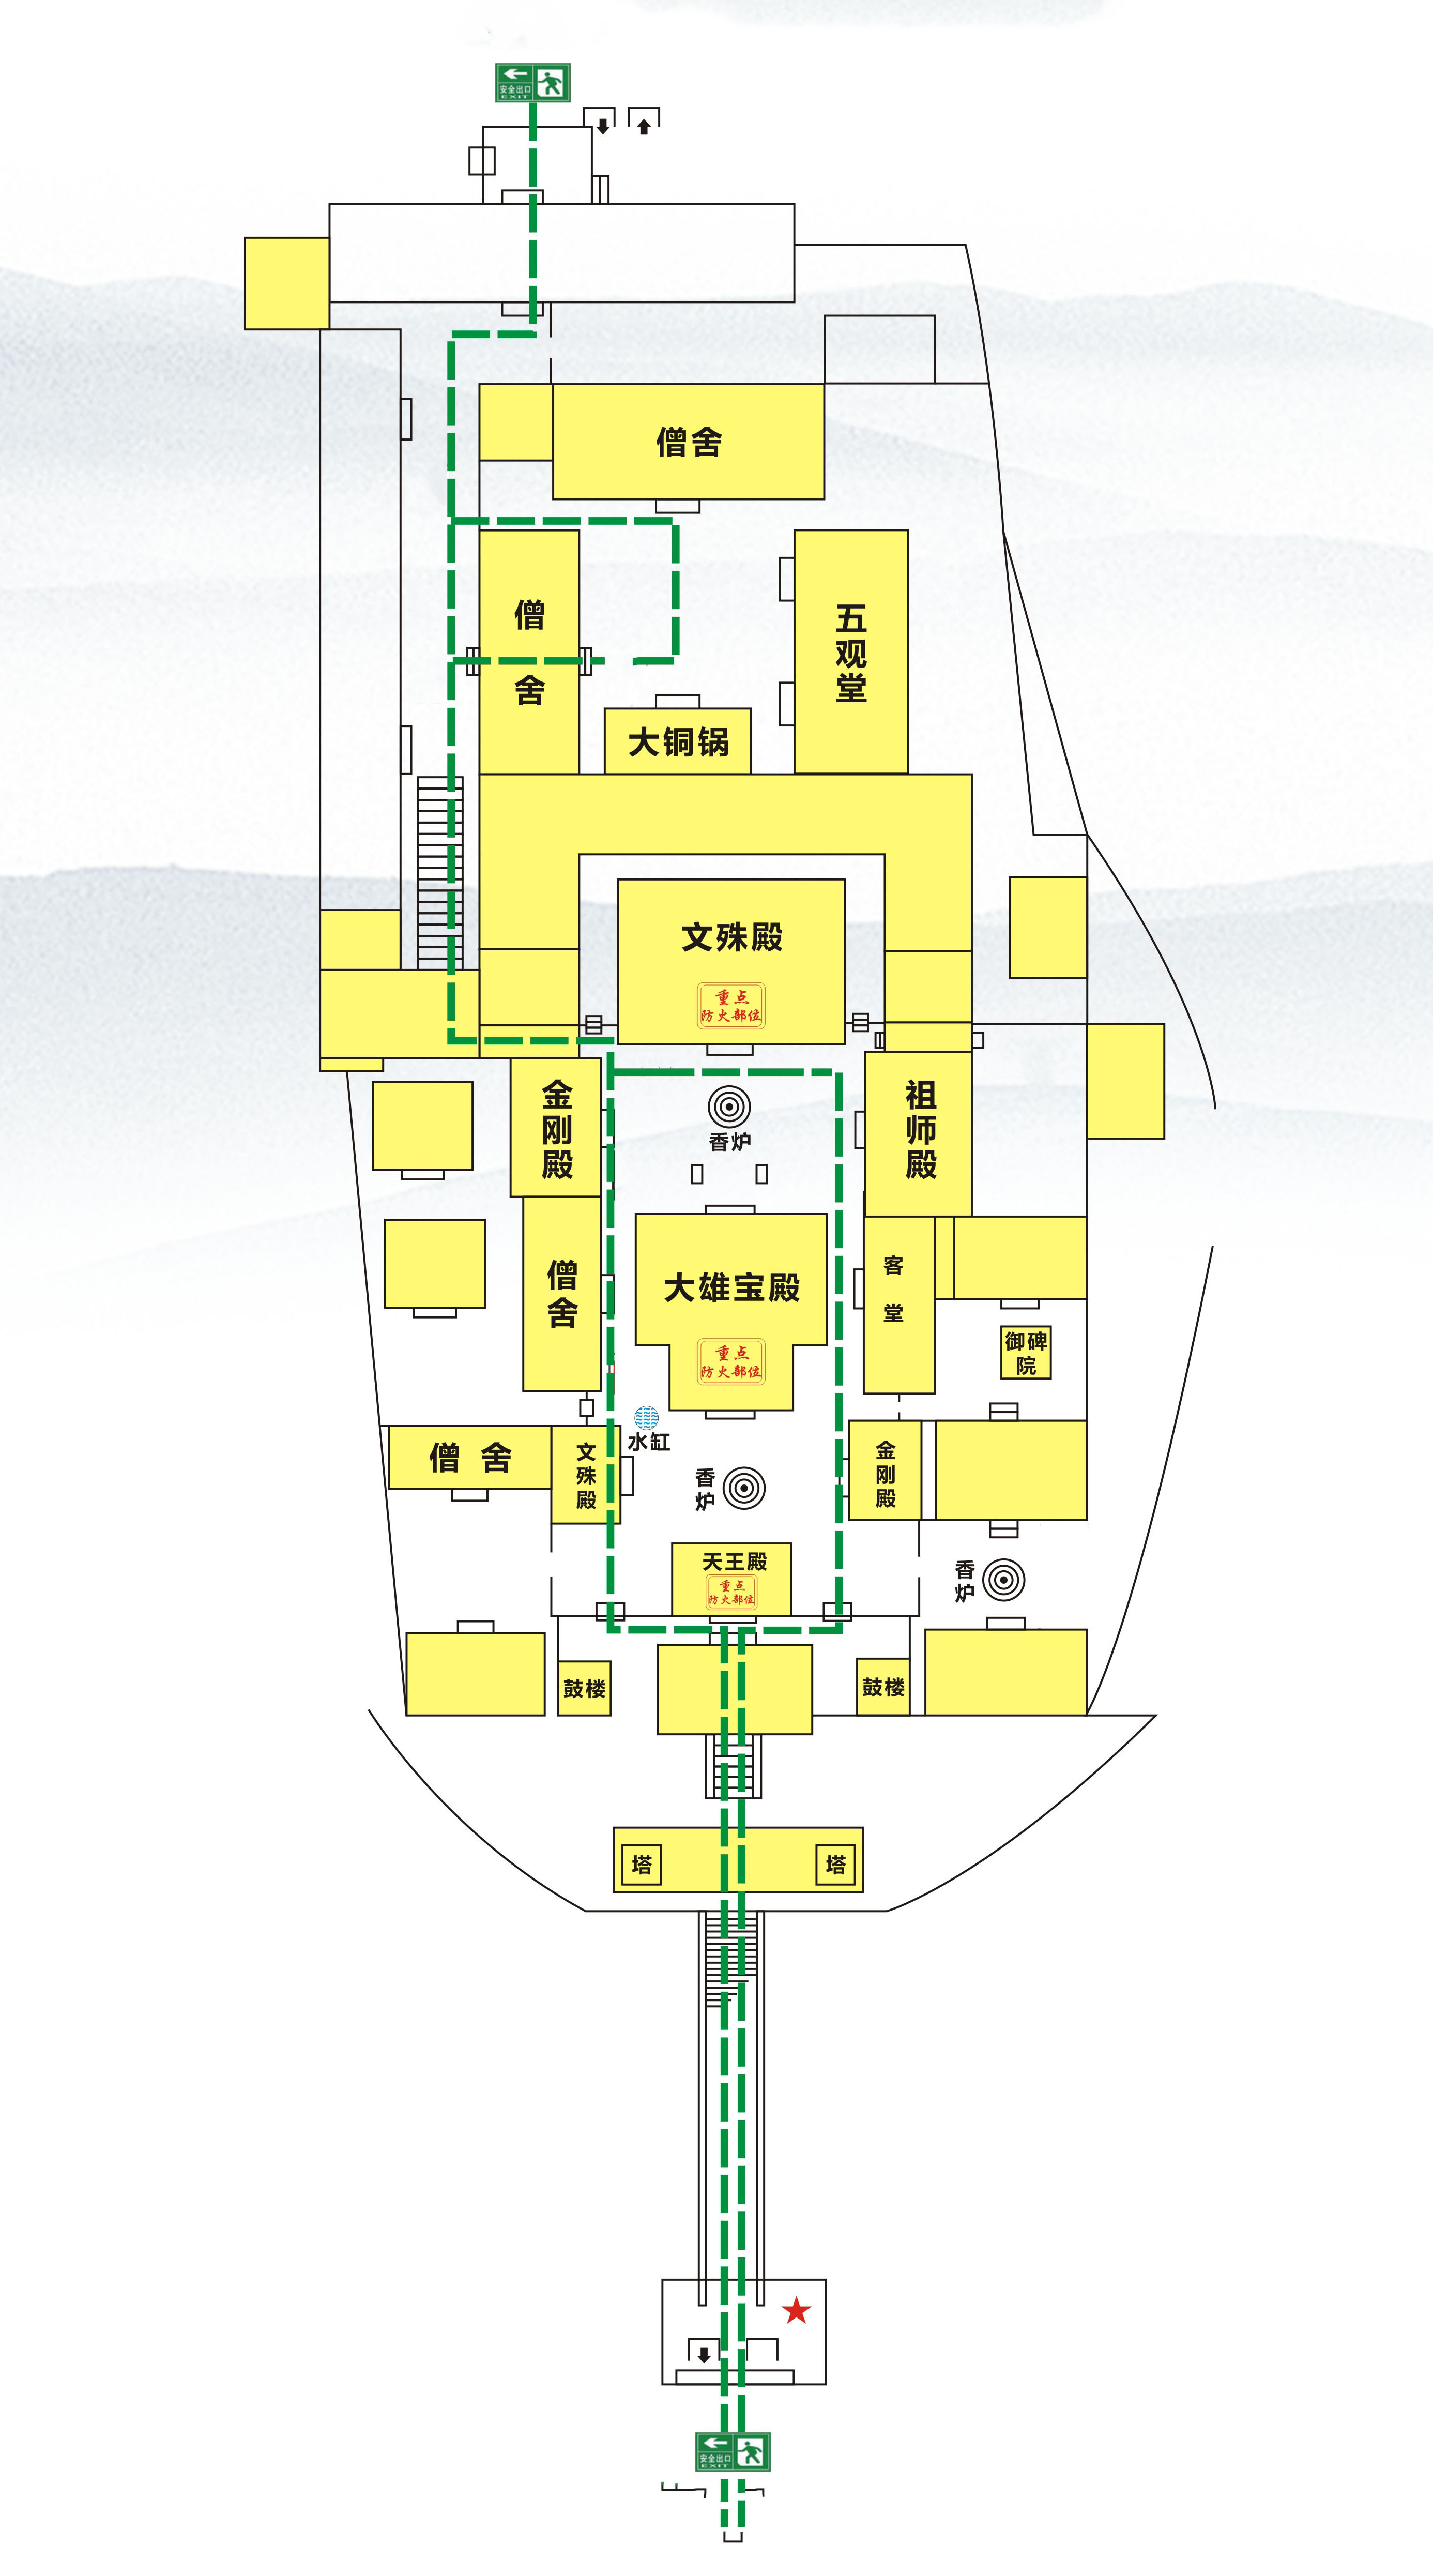 安全出口
EXIT
僧舍
僧
舍
五
观
堂
大铜锅
文殊殿
重点
防火部位
金
刚
殿
香炉
祖
师
殿
僧
舍
大雄宝殿
重点
防火部位
客
堂
御碑
院
水缸
僧 舍
文
殊
殿
香
炉
金
刚
殿
天王殿
重点
防火部位
香
炉
鼓楼
鼓楼
塔
塔
安全出口
EXIT